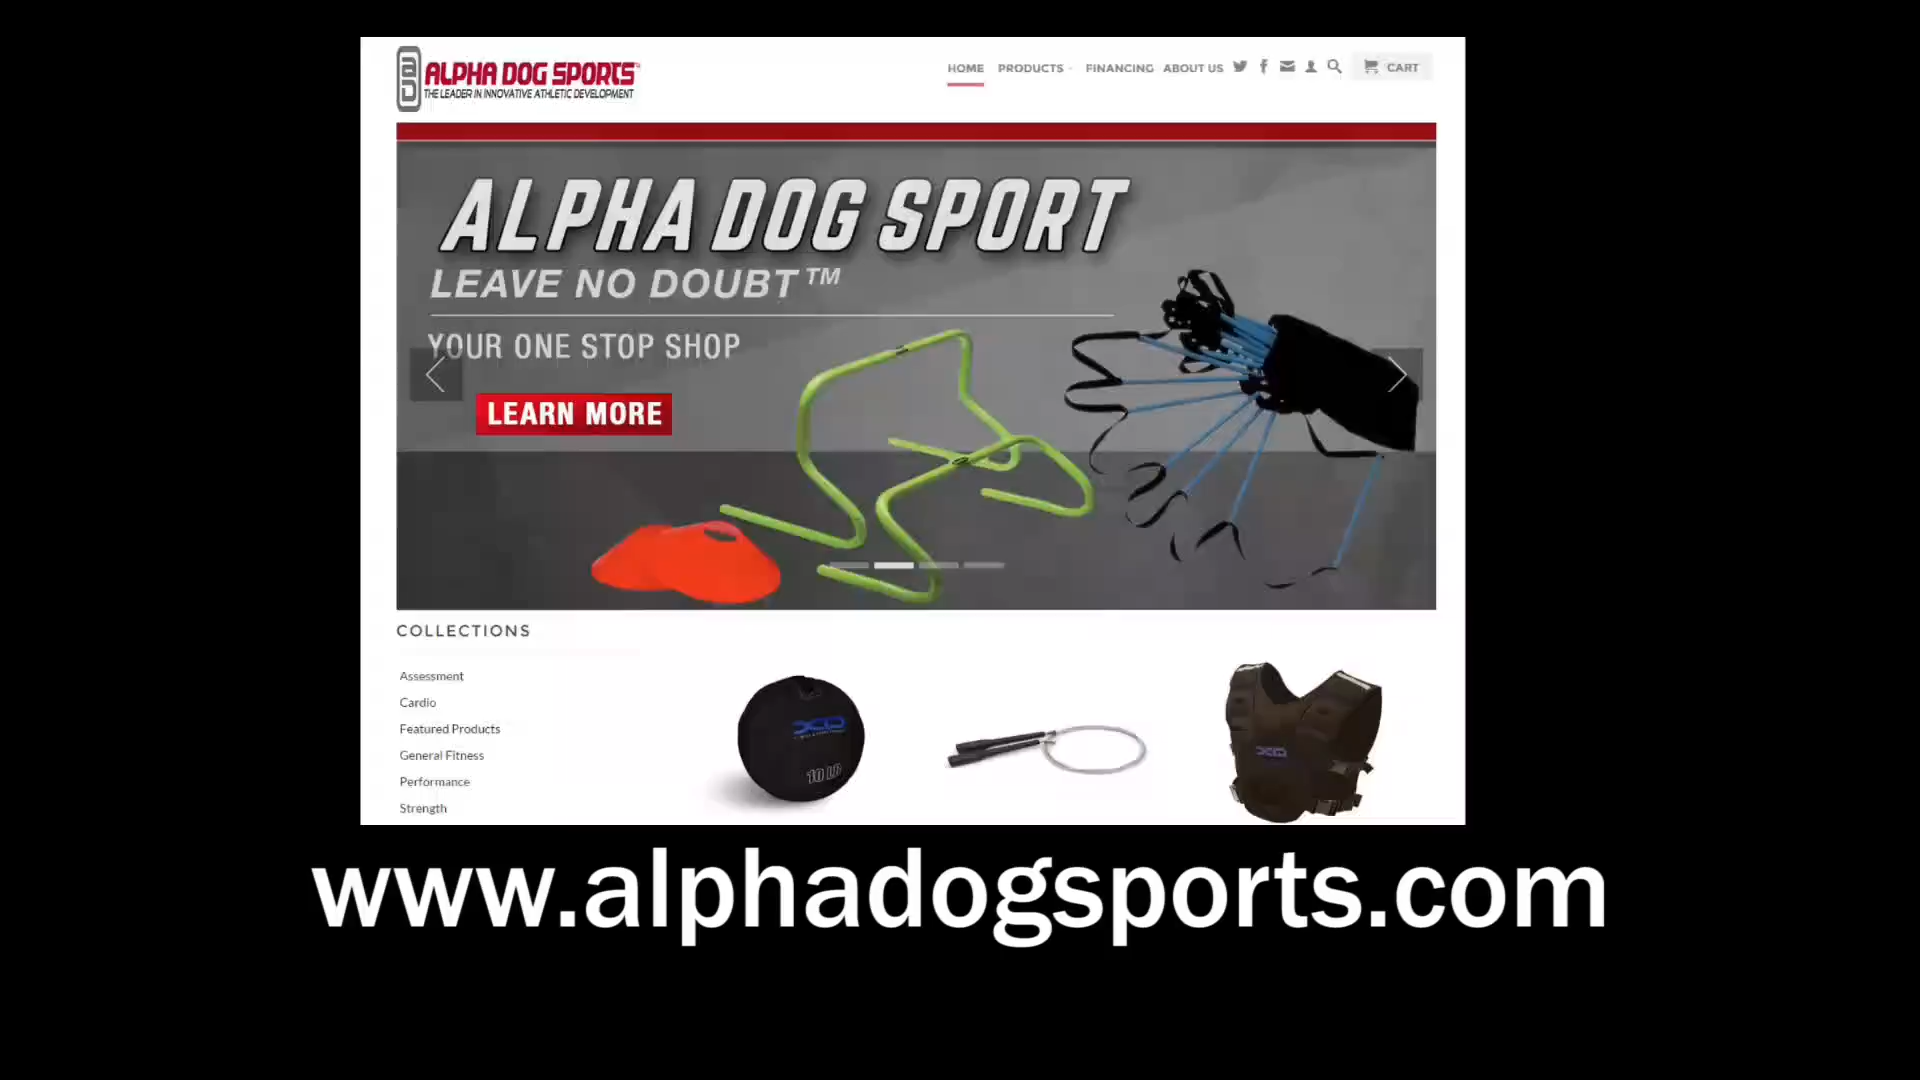 ALPHA DOG SPORTS
THE LEADER IN INNOVATIVE ATHLETIC DEVELOPMENT
HOME PRODUCTS FINANCING ABOUT US CART
ALPHA DOG SPORT
LEAVE NO DOUBT™
YOUR ONE STOP SHOP
LEARN MORE
COLLECTIONS
Assessment
Cardio
Featured Products
General Fitness
Performance
Strength
XD
10 LB
XD
www.alphadogsports.com